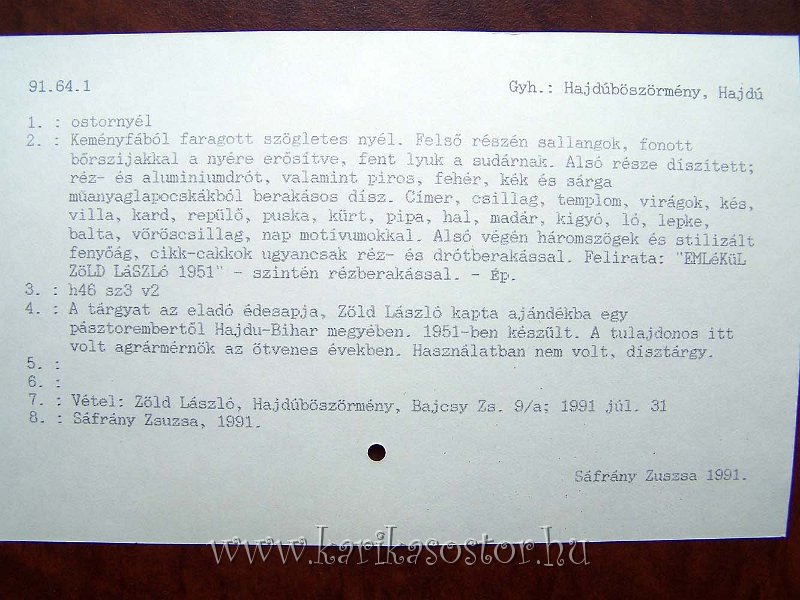 91.64.1 Gyh.: Hajdúböszörmény, Hajdú
1. : ostornyél
2. : Keményfából faragott szögletes nyél. Felső részén sallangok, fonott
bőrszijakkal a nyére erősitve, fent lyuk a sudárnak. Alsó része díszített;
réz- és aluminiumdrót, valamint piros, fehér, kék és sárga
műanyaglapocskákból berakásos dísz. Címer, csillag, templom, virágok, kés,
villa, kard, repülő, puska, kürt, pipa, hal, madár, kigyó, ló, lepke,
balta, vöröscsillag, nap motívumokkal. Alsó végén háromszögek és stilizált
fenyőág, cikk-cakkok ugyancsak réz- és drótberakással. Felirata: "EMLéKüL
ZöLD LáSZLó 1951" - szintén rézberakással. - Ép.
3. : h46 sz3 v2
4. : A tárgyat az eladó édesapja, Zöld László kapta ajándékba egy
pásztorembertől Hajdu-Bihar megyében. 1951-ben készült. A tulajdonos itt
volt agrármérnök az ötvenes években. Használatban nem volt, dísztárgy.
5. :
6. :
7. : Vétel: Zöld László, Hajdúböszörmény, Bajcsy Zs. 9/a; 1991 júl. 31
8. : Sáfrány Zsuzsa, 1991.
Sáfrány Zuszsa 1991.
www.karikasostor.hu